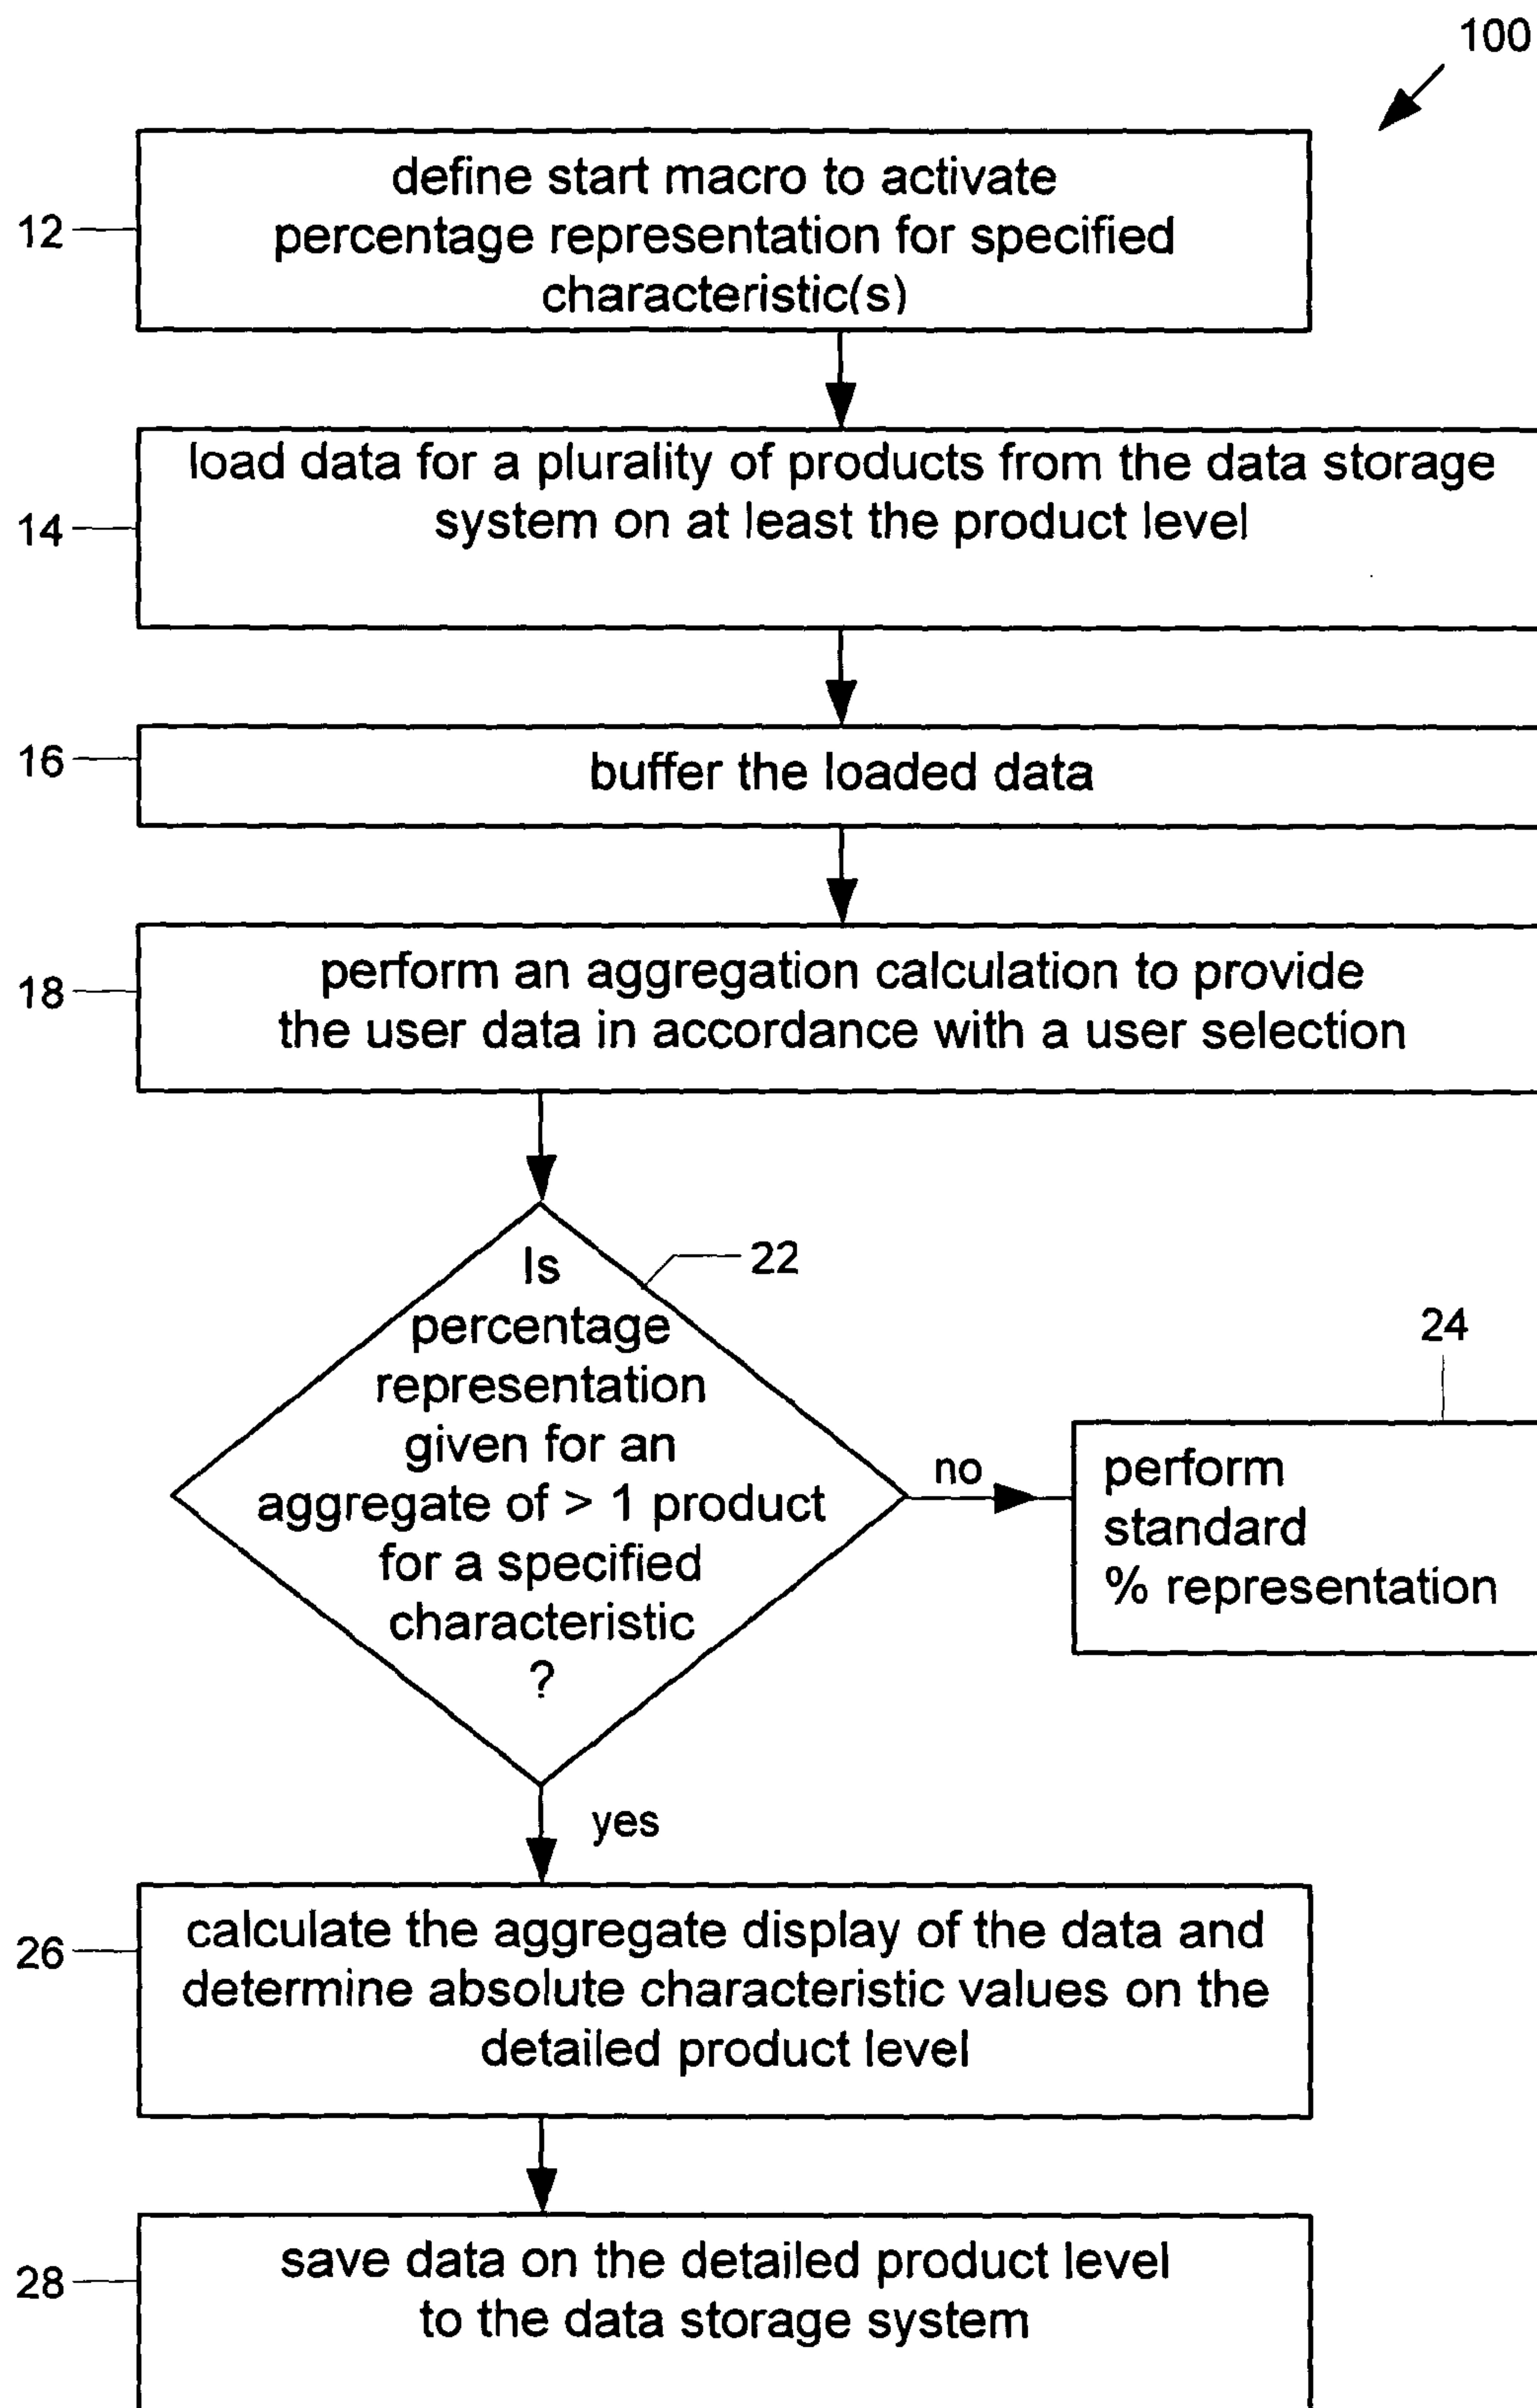 100
define start macro to activate
percentage representation for specified
characteristic(s)
12
load data for a plurality of products from the data storage
system on at least the product level
14
buffer the loaded data
16
perform an aggregation calculation to provide
the user data in accordance with a user selection
18
Is
percentage
representation
given for an
aggregate of > 1 product
for a specified
characteristic
?
22
no
24
perform
standard
% representation
yes
calculate the aggregate display of the data and
determine absolute characteristic values on the
detailed product level
26
save data on the detailed product level
to the data storage system
28